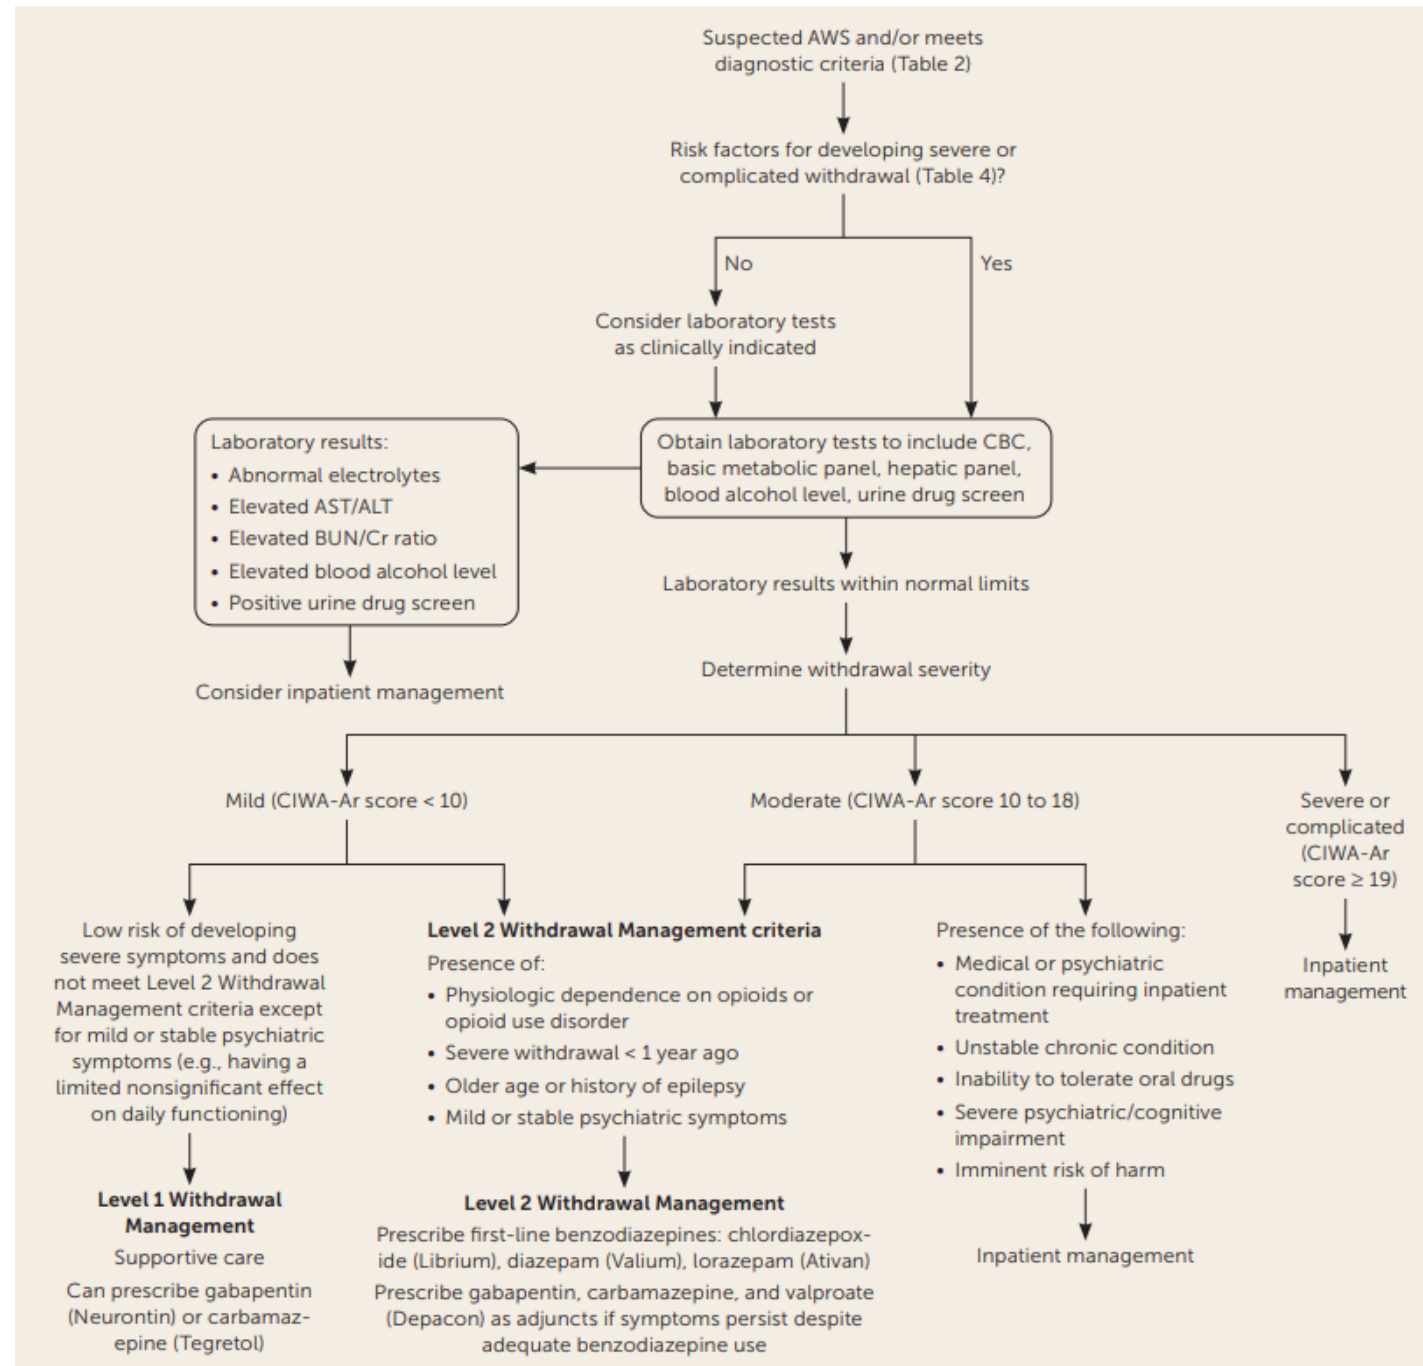 Suspected AWS and/or meets
diagnostic criteria (Table 2)
Risk factors for developing severe or
complicated withdrawal (Table 4)?
No
Yes
Consider laboratory tests
as clinically indicated
Laboratory results:
• Abnormal electrolytes
• Elevated AST/ALT
• Elevated BUN/Cr ratio
• Elevated blood alcohol level
• Positive urine drug screen
Obtain laboratory tests to include CBC,
basic metabolic panel, hepatic panel,
blood alcohol level, urine drug screen
Laboratory results within normal limits
Consider inpatient management
Determine withdrawal severity
Mild (CIWA-Ar score < 10)
Moderate (CIWA-Ar score 10 to 18)
Severe or
complicated
(CIWA-Ar
score ≥ 19)
Low risk of developing
severe symptoms and does
not meet Level 2 Withdrawal
Management criteria except
for mild or stable psychiatric
symptoms (e.g., having a
limited nonsignificant effect
on daily functioning)
Level 2 Withdrawal Management criteria
Presence of:
• Physiologic dependence on opioids or
opioid use disorder
• Severe withdrawal < 1 year ago
• Older age or history of epilepsy
• Mild or stable psychiatric symptoms
Presence of the following:
• Medical or psychiatric
condition requiring inpatient
treatment
• Unstable chronic condition
• Inability to tolerate oral drugs
• Severe psychiatric/cognitive
impairment
• Imminent risk of harm
Inpatient
management
Level 1 Withdrawal
Management
Supportive care
Can prescribe gabapentin
(Neurontin) or carbamaz-
epine (Tegretol)
Level 2 Withdrawal Management
Prescribe first-line benzodiazepines: chlordiazepox-
ide (Librium), diazepam (Valium), lorazepam (Ativan)
Prescribe gabapentin, carbamazepine, and valproate
(Depacon) as adjuncts if symptoms persist despite
adequate benzodiazepine use
Inpatient management